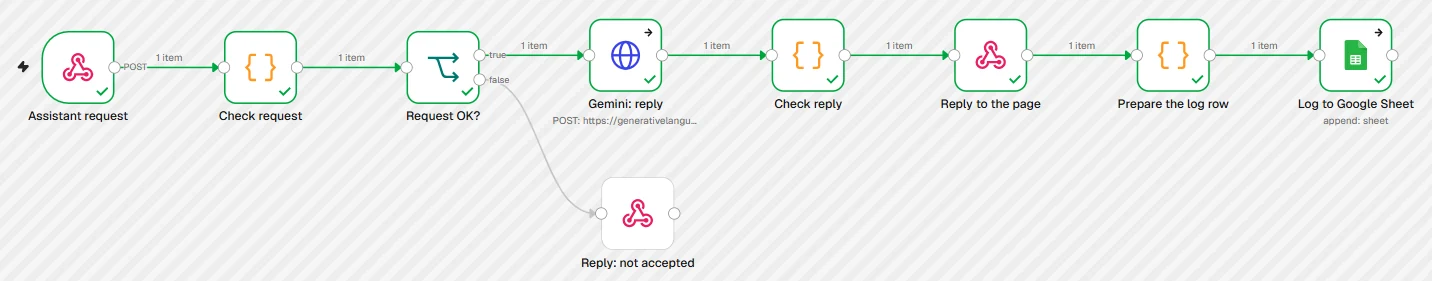 POST
1 item
1 item
true
false
1 item
1 item
1 item
1 item
1 item
Assistant request
Check request
Request OK?
Gemini: reply
POST: https://generativelangu...
Check reply
Reply to the page
Prepare the log row
Log to Google Sheet
append: sheet
Reply: not accepted